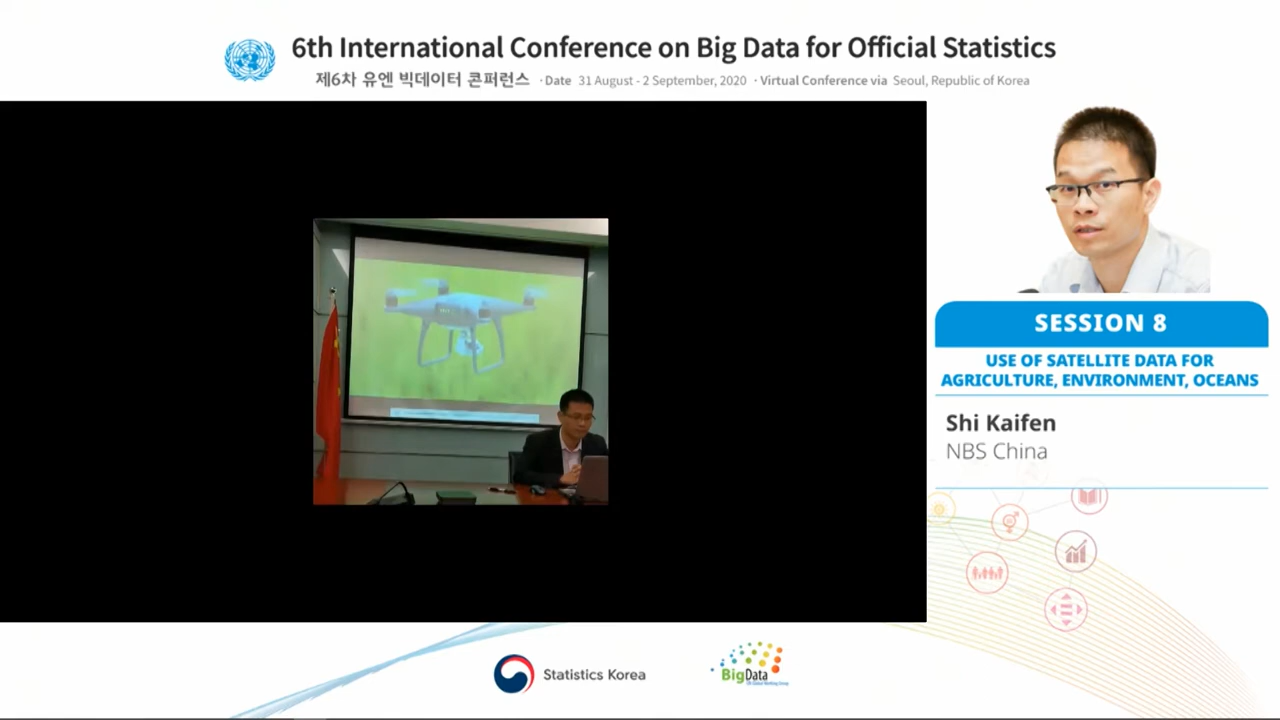 6th International Conference on Big Data for Official Statistics
제6차 유엔 빅데이터 콘퍼런스 · Date 31 August - 2 September, 2020 · Virtual Conference via Seoul, Republic of Korea
SESSION 8
USE OF SATELLITE DATA FOR
AGRICULTURE, ENVIRONMENT, OCEANS
Shi Kaifen
NBS China
Statistics Korea
BigData